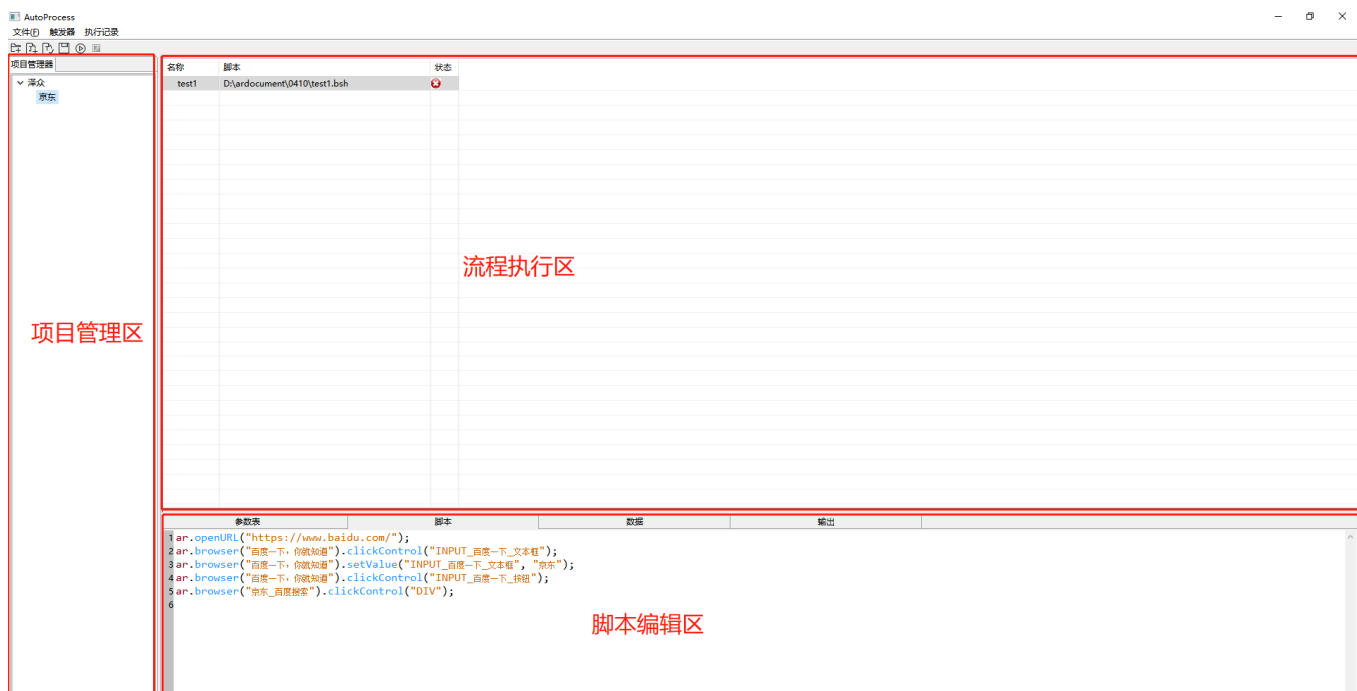 AutoProcess
文件(F) 触发器 执行记录
项目管理器
名称 脚本 状态
泽众
test1 D:\ardocument\0410\test1.bsh
京东
流程执行区
项目管理区
参数表 脚本 数据 输出
1 ar.openURL("https://www.baidu.com/");
2 ar.browser("百度一下，你就知道").clickControl("INPUT_百度一下_文本框");
3 ar.browser("百度一下，你就知道").setValue("INPUT_百度一下_文本框", "京东");
4 ar.browser("百度一下，你就知道").clickControl("INPUT_百度一下_按钮");
5 ar.browser("京东_百度搜索").clickControl("DIV");
6
脚本编辑区